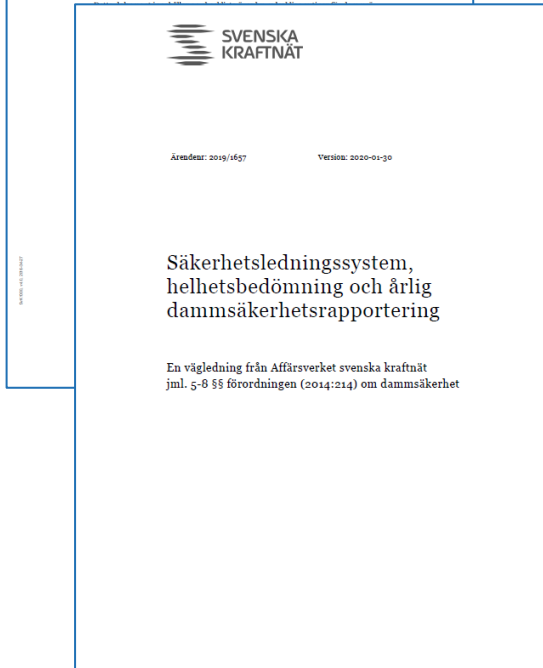 SVENSKA
KRAFTNÄT
Ärendenr: 2019/1657 Version: 2020-01-30
Säkerhetsledningssystem,
helhetsbedömning och årlig
dammsäkerhetsrapportering
En vägledning från Affärsverket svenska kraftnät
jml. 5-8 §§ förordningen (2014:214) om dammsäkerhet